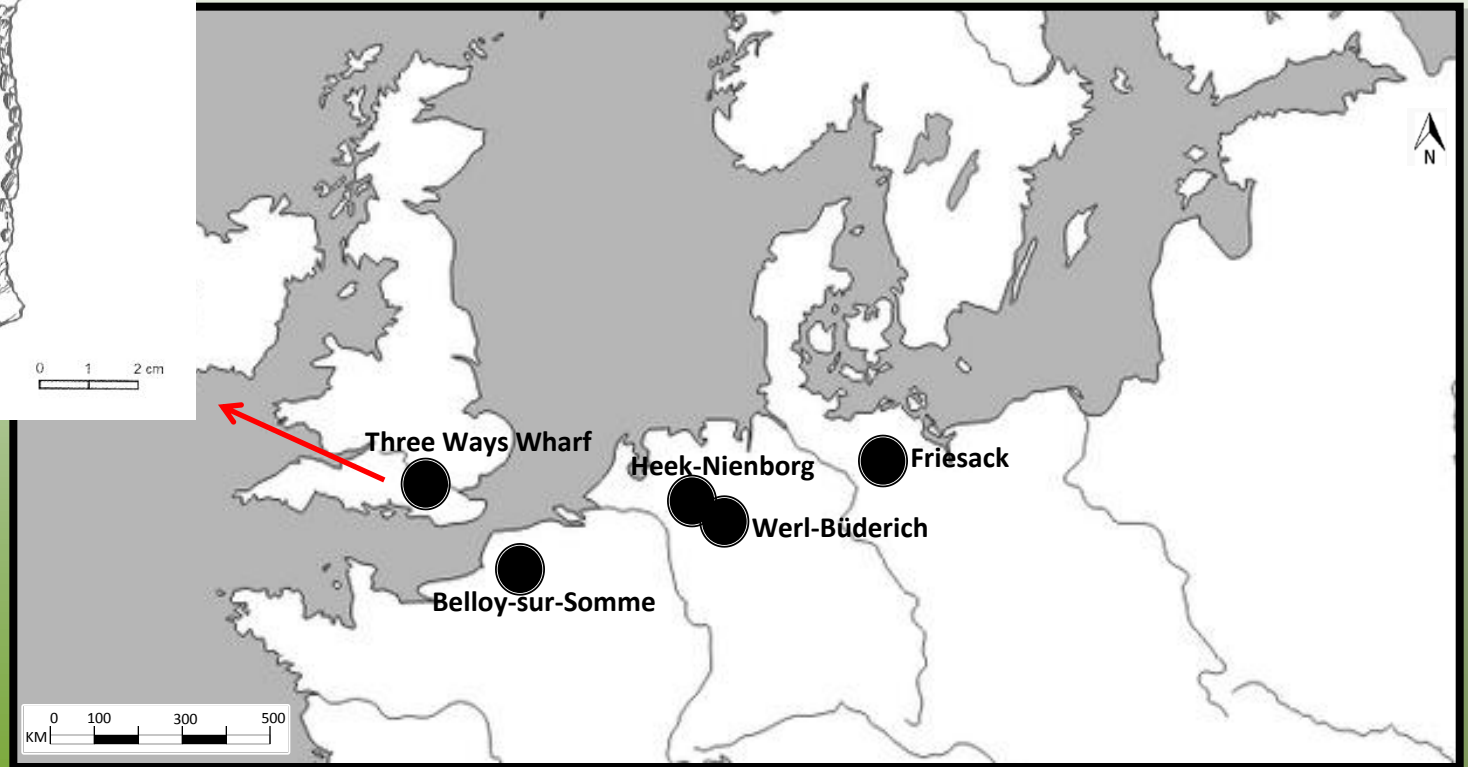 0 1 2 cm
N
Three Ways Wharf
Heek-Nienborg
Friesack
Werl-Büderich
Belloy-sur-Somme
0 100 300 500
KM